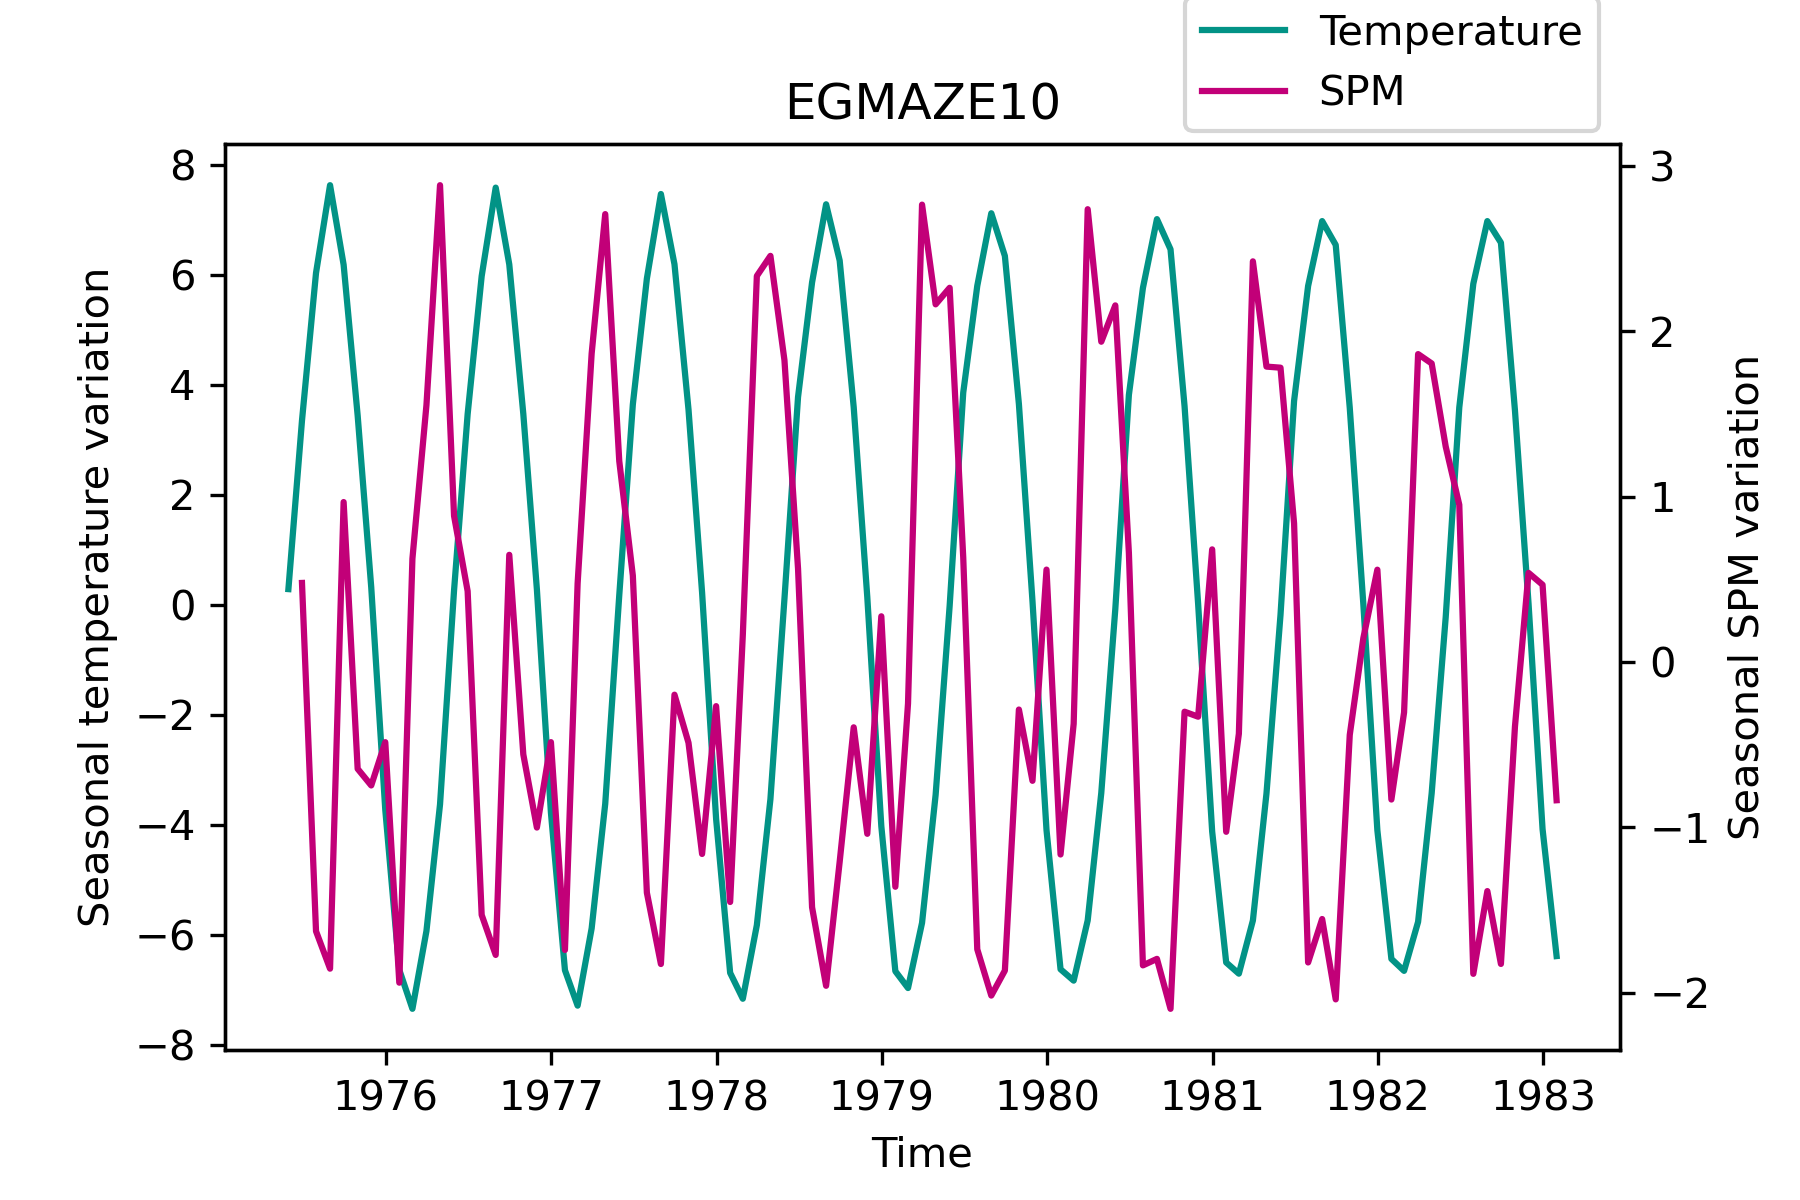 Temperature
SPM
EGMAZE10
Seasonal temperature variation
8
6
4
2
0
−2
−4
−6
−8
3
2
1
0
−1
−2
Seasonal SPM variation
1976 1977 1978 1979 1980 1981 1982 1983
Time